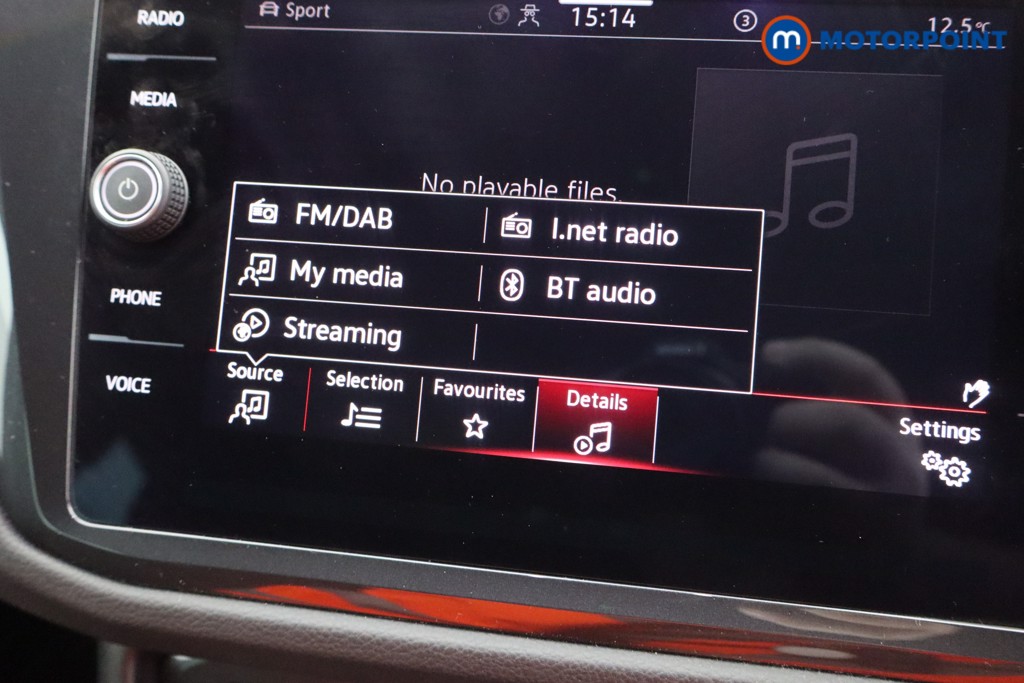 RADIO
MEDIA
PHONE
VOICE
Sport
15:14
3
12.5°C
m MOTORPOINT
No playable files.
FM/DAB
I.net radio
My media
BT audio
Streaming
Source
Selection
Favourites
Details
Settings